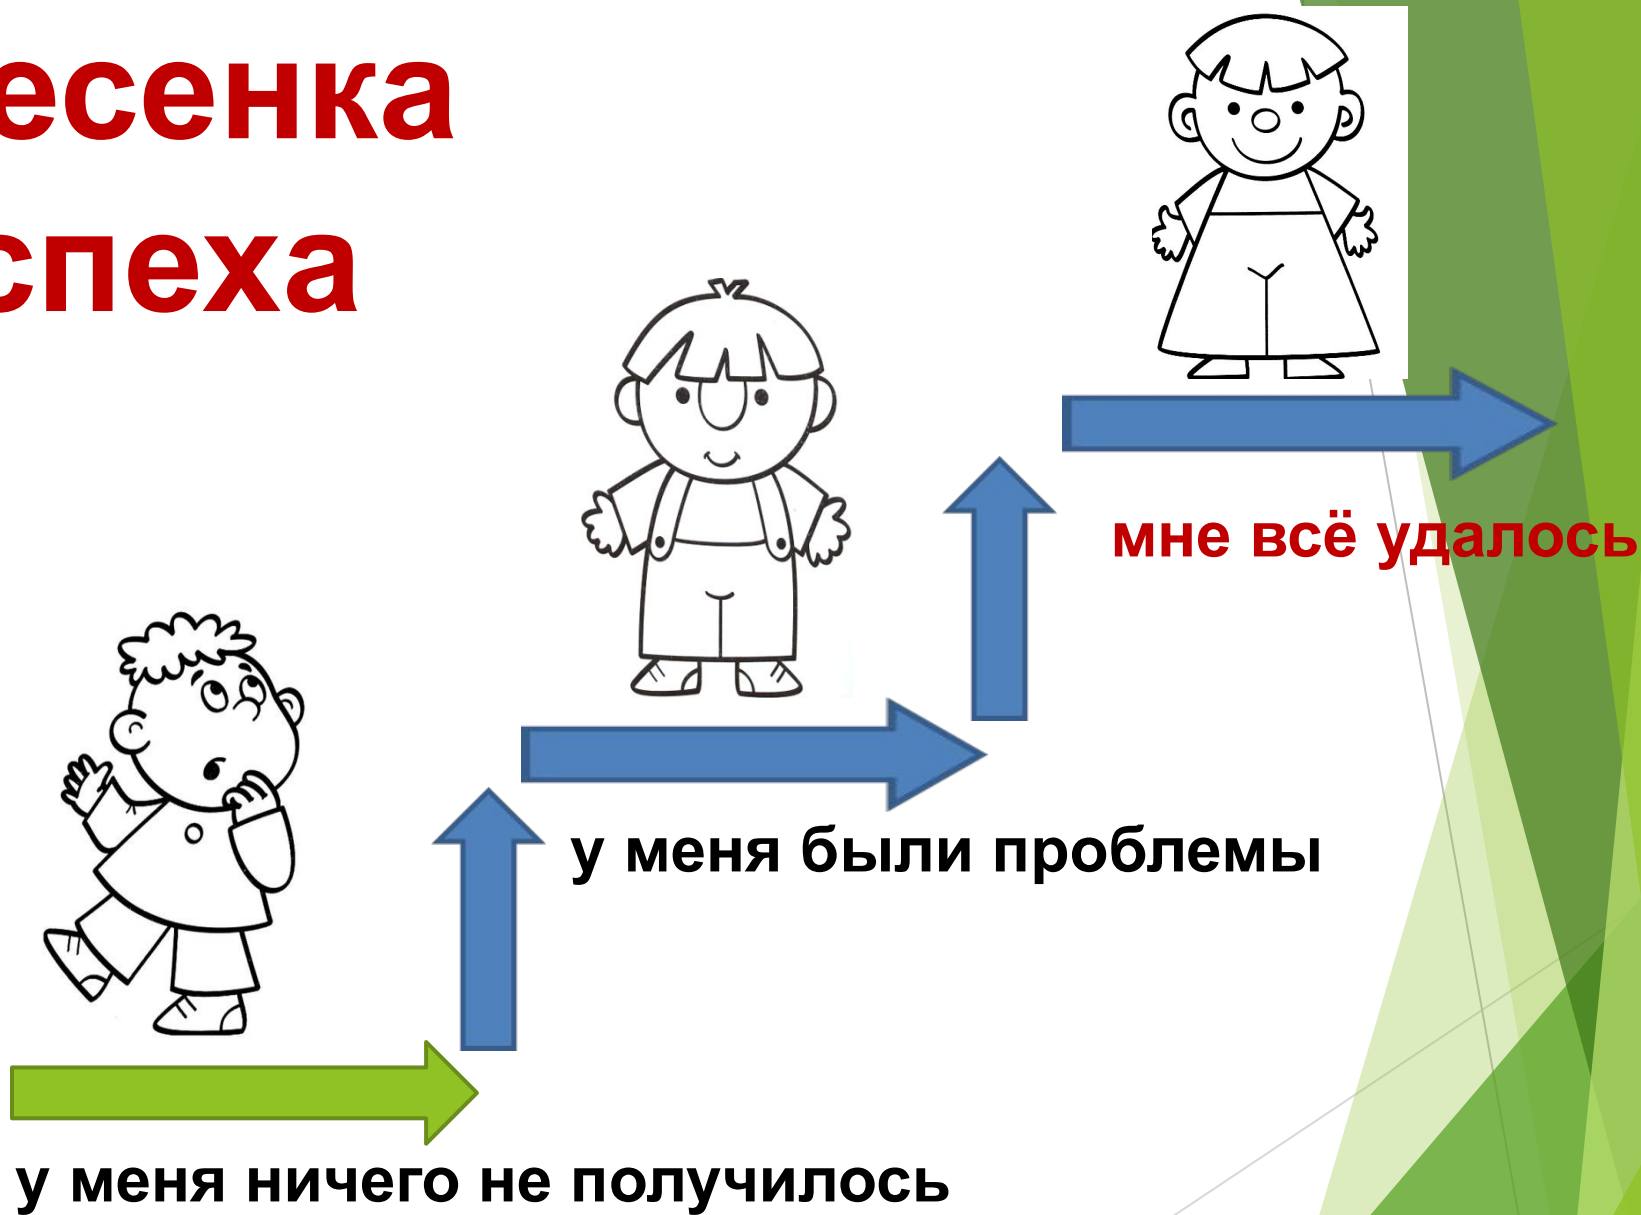 есенка
спеха
мне всё удалось
у меня были проблемы
у меня ничего не получилось